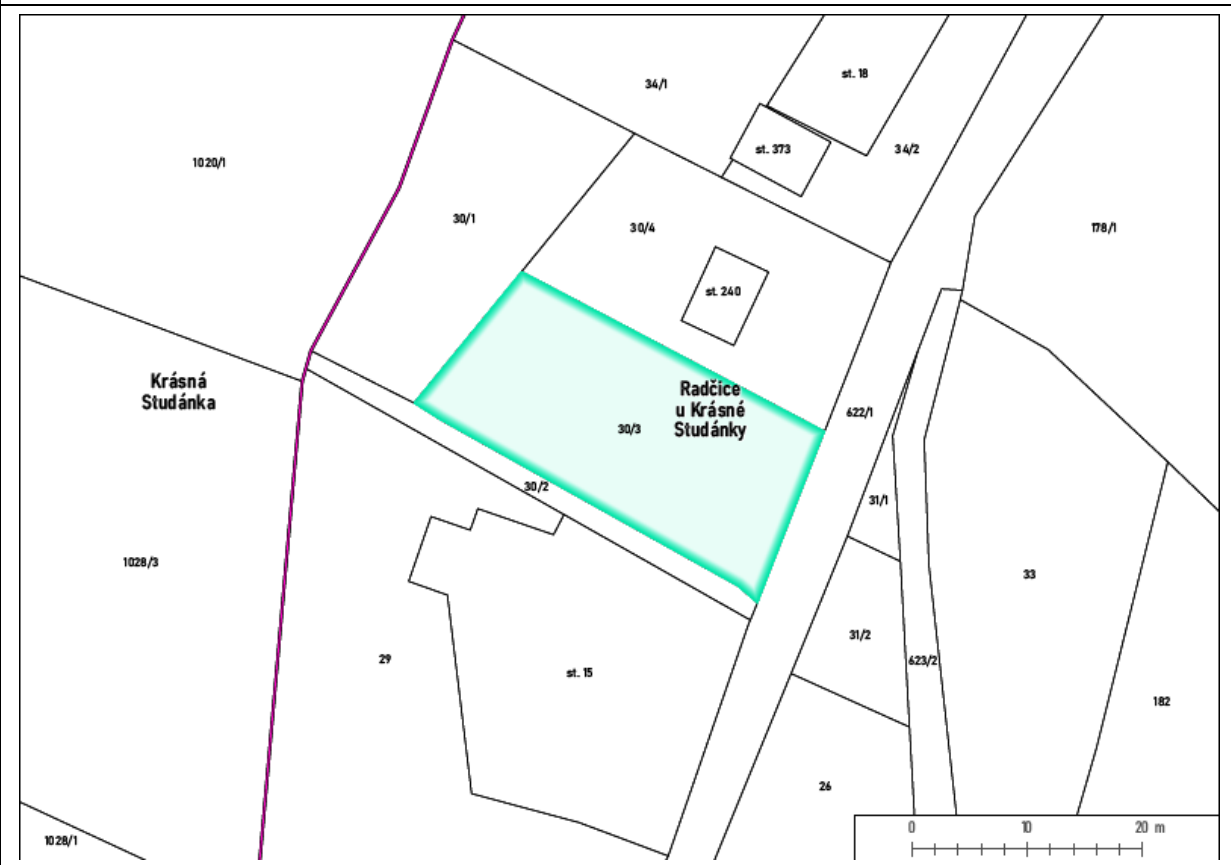 st. 18
34/1
st. 373
34/2
1020/1
30/1
30/4
178/1
st. 240
Krásná
Studánka
Radčice
u Krásné
Studánky
622/1
30/3
30/2
31/1
1028/3
33
31/2
29
623/2
st. 15
182
26
0 10 20 m
1028/1